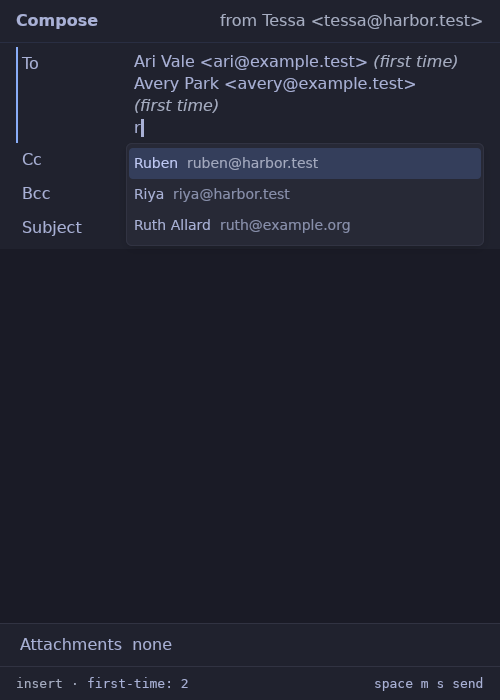 Compose from Tessa <tessa@harbor.test>
To Ari Vale <ari@example.test> (first time)
Avery Park <avery@example.test>
(first time)
r
Cc
Ruben ruben@harbor.test
Bcc
Riya riya@harbor.test
Subject
Ruth Allard ruth@example.org
Attachments none
insert · first-time: 2 space m s send